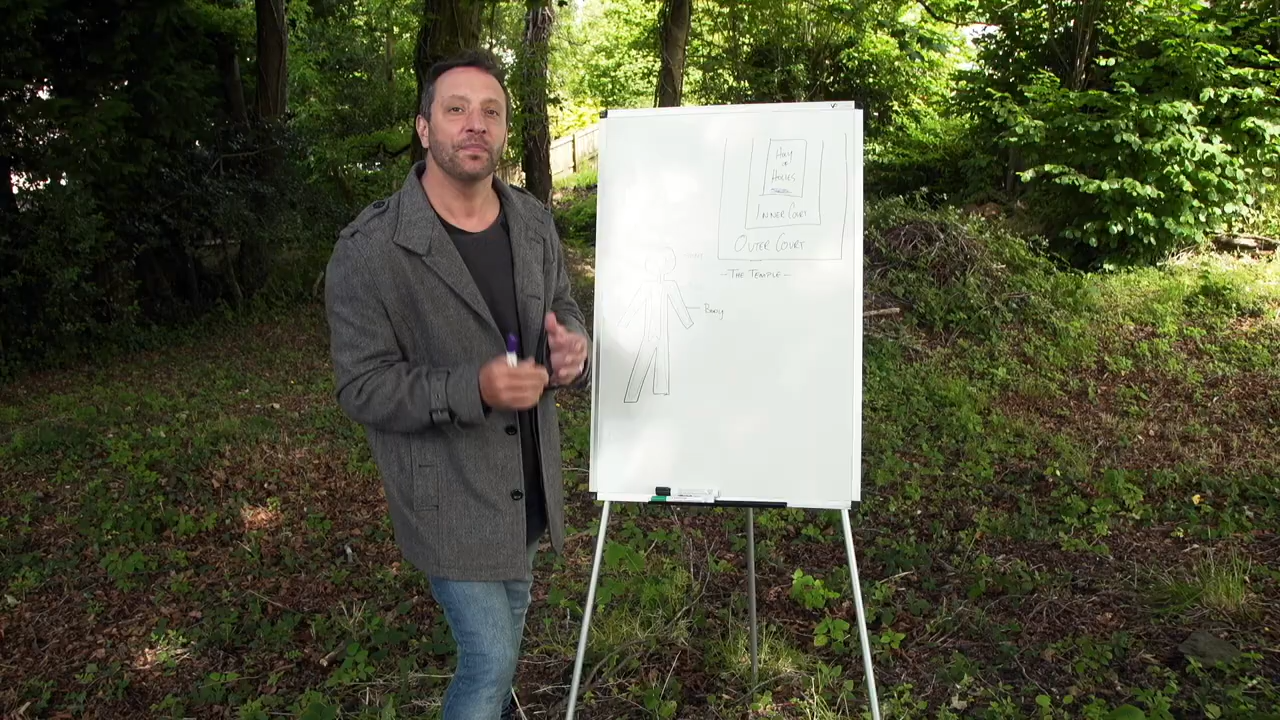 Holy
of
Holies
Inner Court
Outer Court
- The Temple -
Body